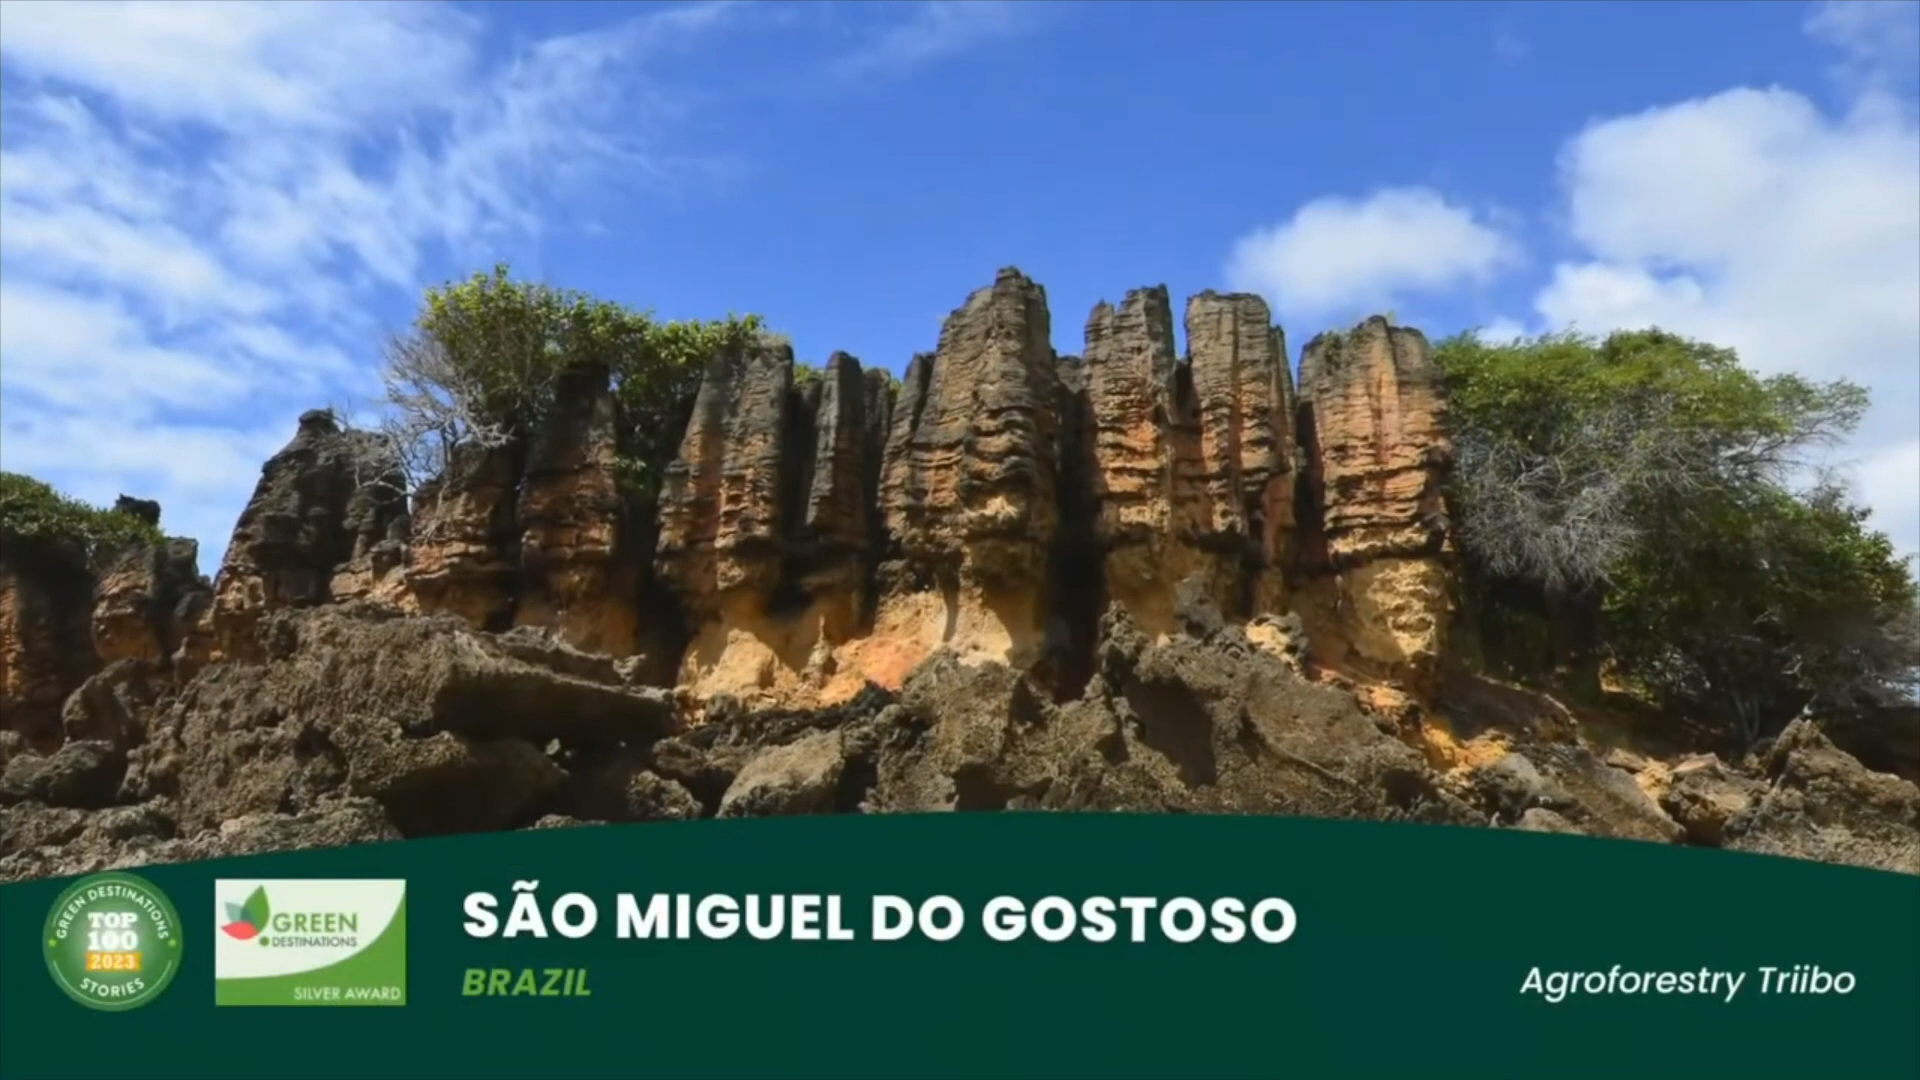 GREEN DESTINATIONS
TOP
100
2023
STORIES
GREEN
DESTINATIONS
SILVER AWARD
SÃO MIGUEL DO GOSTOSO
BRAZIL
Agroforestry Triibo